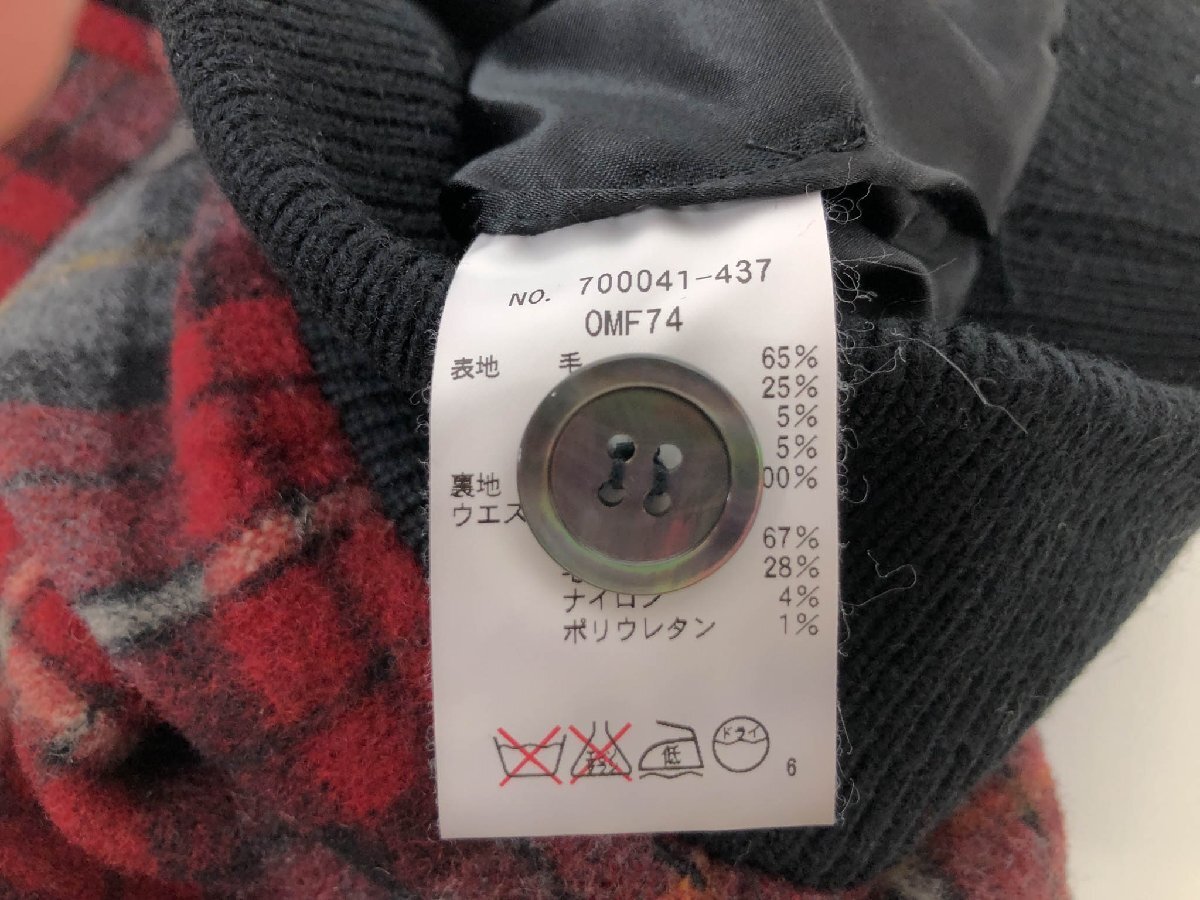 NO. 700041-437
OMF74
表地 毛 65%
25%
5%
5%
裏地 00%
ウエス
67%
28%
ナイロン 4%
ポリウレタン 1%
低 ドライ
6